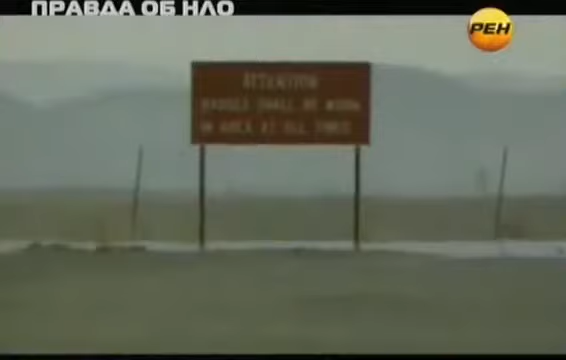 ПРАВДА ОБ НЛО
РЕН
ATTENTION
BADGES SHALL BE WORN
IN AREA AT ALL TIMES